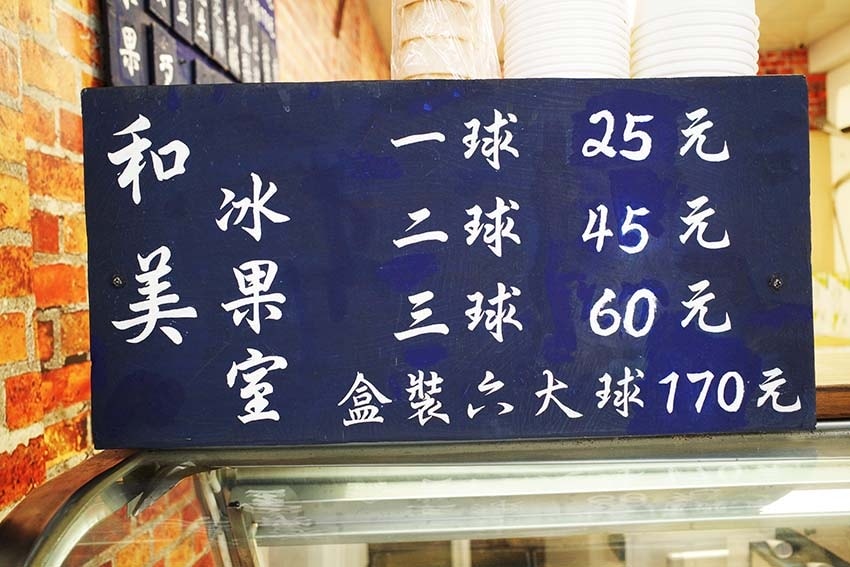 果
和美
冰果室
一球 25元
二球 45元
三球 60元
盒裝六大球170元